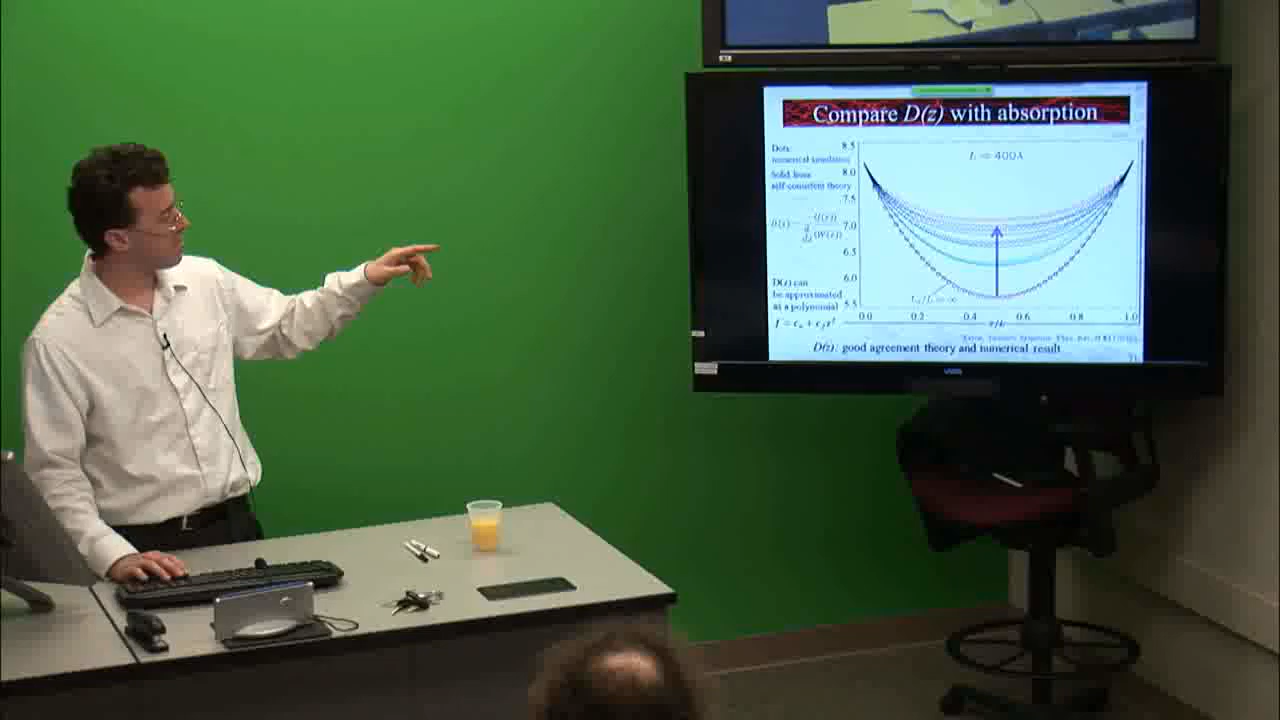 Compare D(z) with absorption
Dots:
numerical simulation
Solid lines
self-consistent theory
D(z) can
be approximated
as a polynomial
8.5
8.0
7.5
7.0
6.5
6.0
5.5
L = 400λ
0.0
0.2
0.4
0.6
0.8
1.0
z/L
D(z): good agreement theory and numerical result